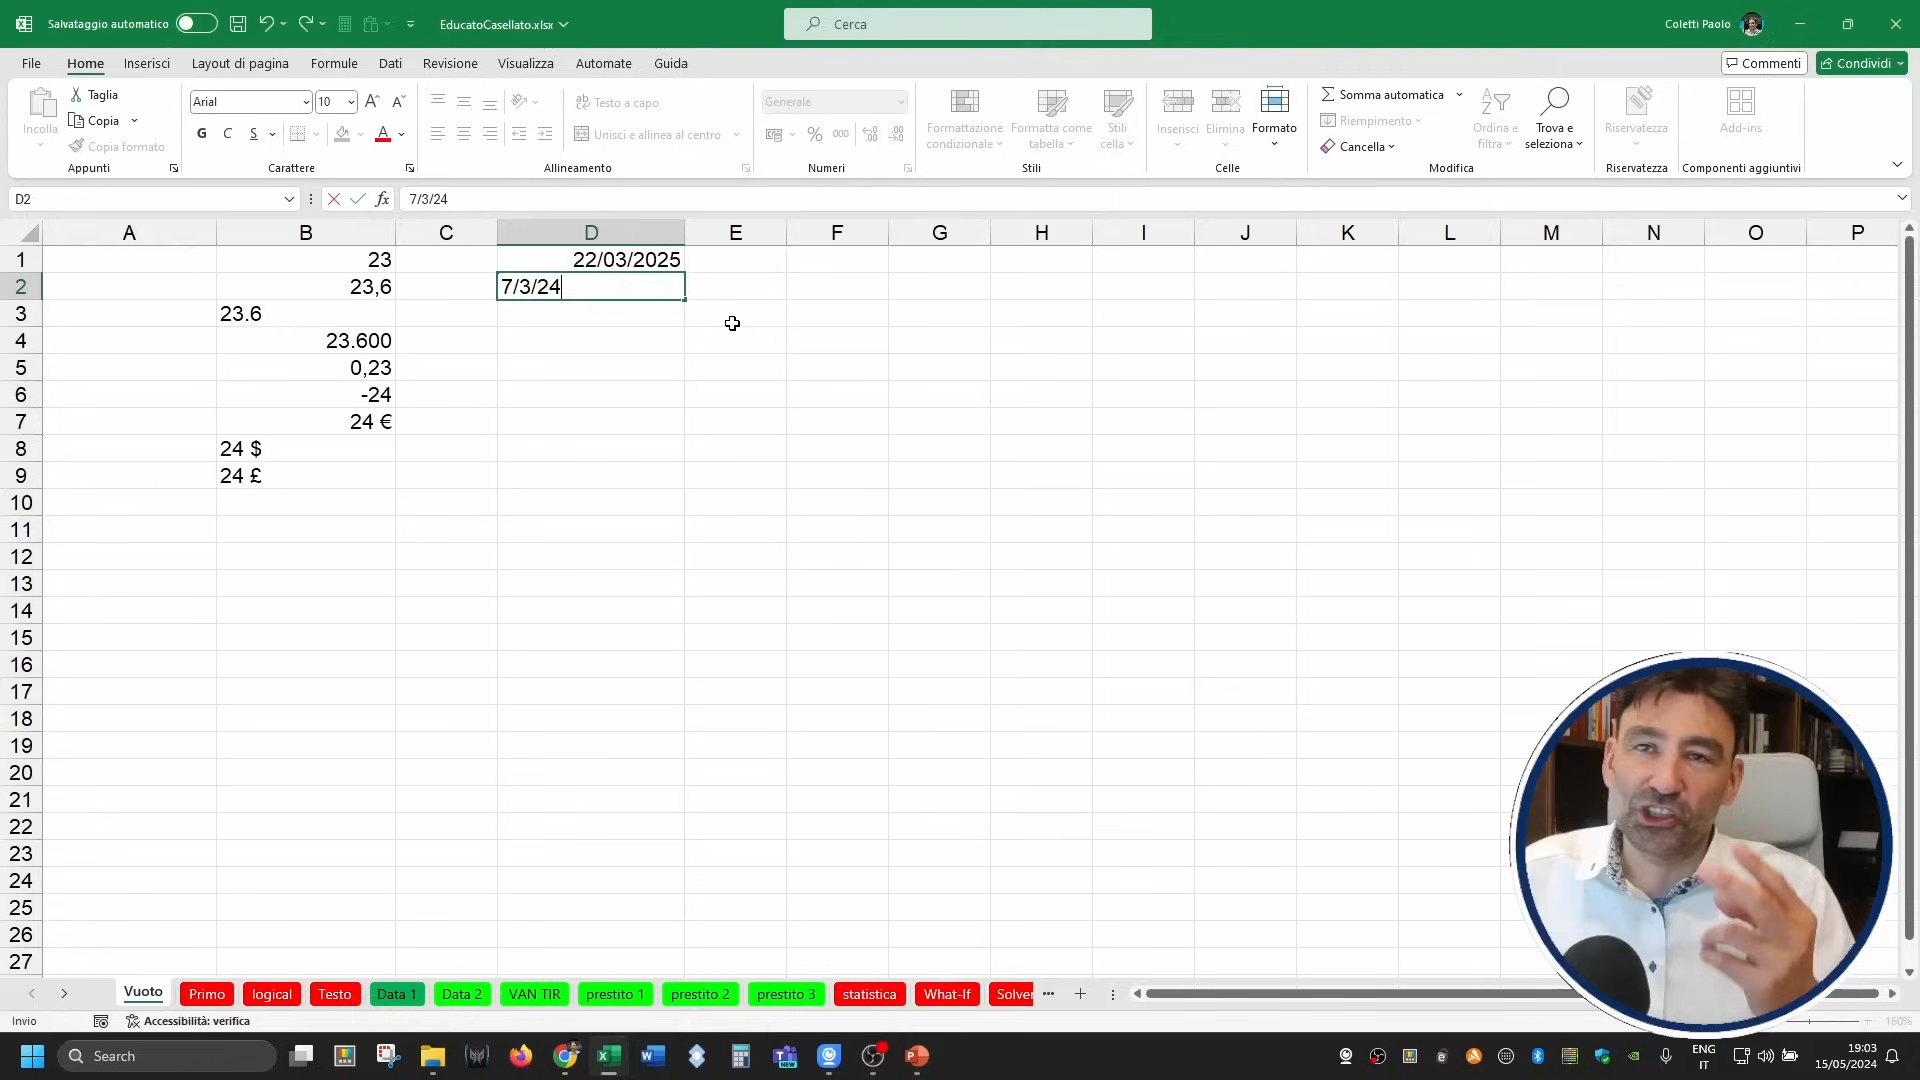 Salvataggio automatico
EducatoCasellato.xlsx
Cerca
Coletti Paolo
File Home Inserisci Layout di pagina Formule Dati Revisione Visualizza Automate Guida
Commenti Condividi
Incolla
Taglia
Copia
Copia formato
Appunti
Arial 10
G C S
Carattere
Testo a capo
Unisci e allinea al centro
Allineamento
Generale
% 000
Numeri
Formattazione condizionale
Formatta come tabella
Stili cella
Stili
Inserisci Elimina Formato
Celle
Somma automatica
Riempimento
Cancella
Ordina e filtra
Trova e seleziona
Modifica
Riservatezza
Riservatezza
Add-ins
Componenti aggiuntivi
D2 fx 7/3/24
A B C D E F G H I J K L M N O P
1 23 22/03/2025
2 23,6 7/3/24
3 23.6
4 23.600
5 0,23
6 -24
7 24 €
8 24 $
9 24 £
10
11
12
13
14
15
16
17
18
19
20
21
22
23
24
25
26
27
Vuoto Primo logical Testo Data 1 Data 2 VAN TIR prestito 1 prestito 2 prestito 3 statistica What-If Solver
Invio Accessibilità: verifica 160%
Search
ENG
IT
19:03
15/05/2024